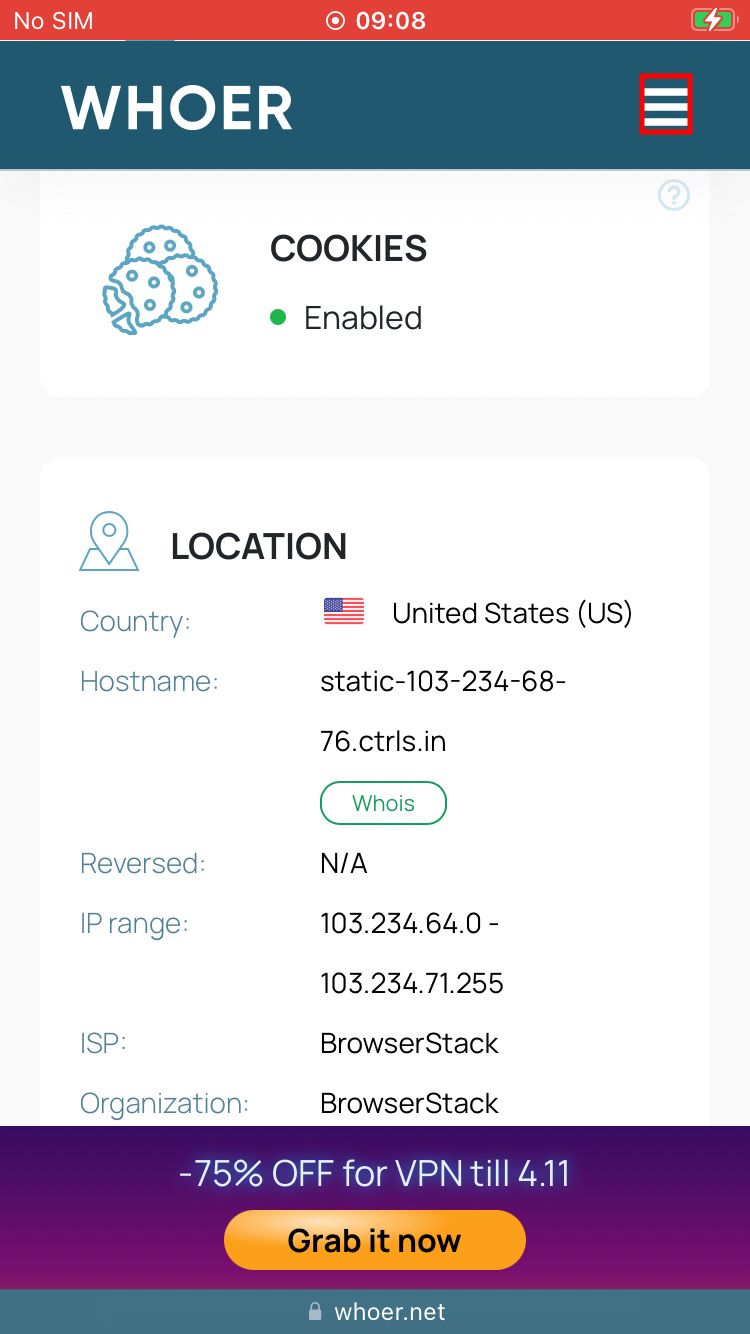 No SIM 09:08
WHOER
?
COOKIES
Enabled
LOCATION
Country: United States (US)
Hostname: static-103-234-68-
76.ctrls.in
Whois
Reversed: N/A
IP range: 103.234.64.0 -
103.234.71.255
ISP: BrowserStack
Organization: BrowserStack
-75% OFF for VPN till 4.11
Grab it now
whoer.net